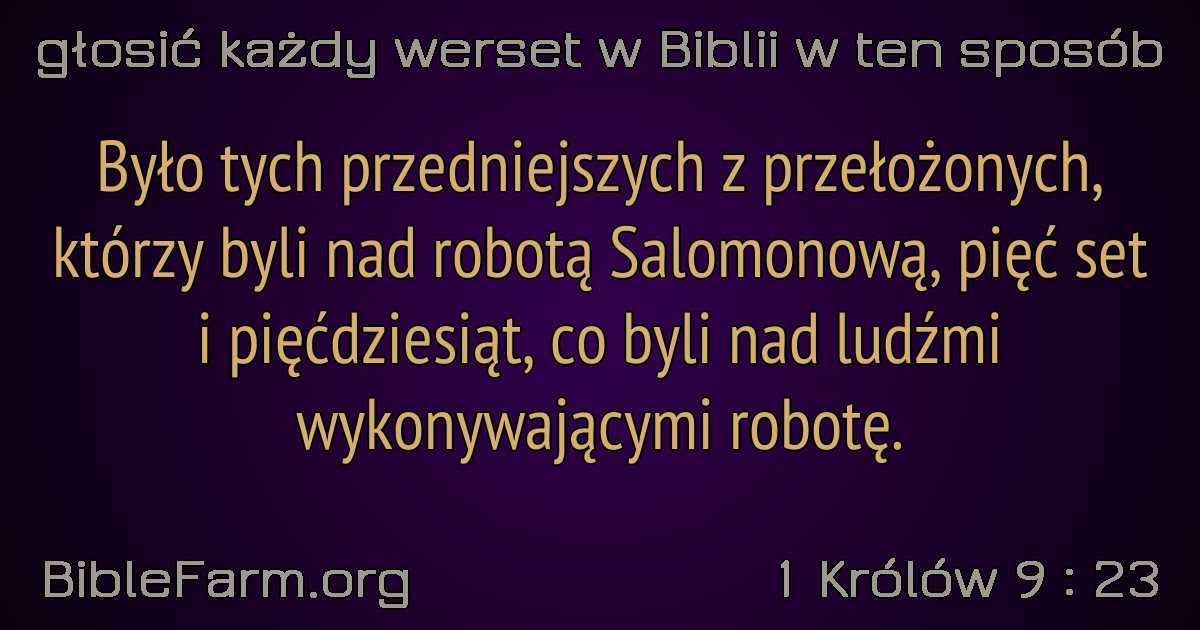 głosić każdy werset w Biblii w ten sposób
Było tych przedniejszych z przełożonych,
którzy byli nad robotą Salomonową, pięć set
i pięćdziesiąt, co byli nad ludźmi
wykonywającymi robotę.
BibleFarm.org
1 Królów 9 : 23